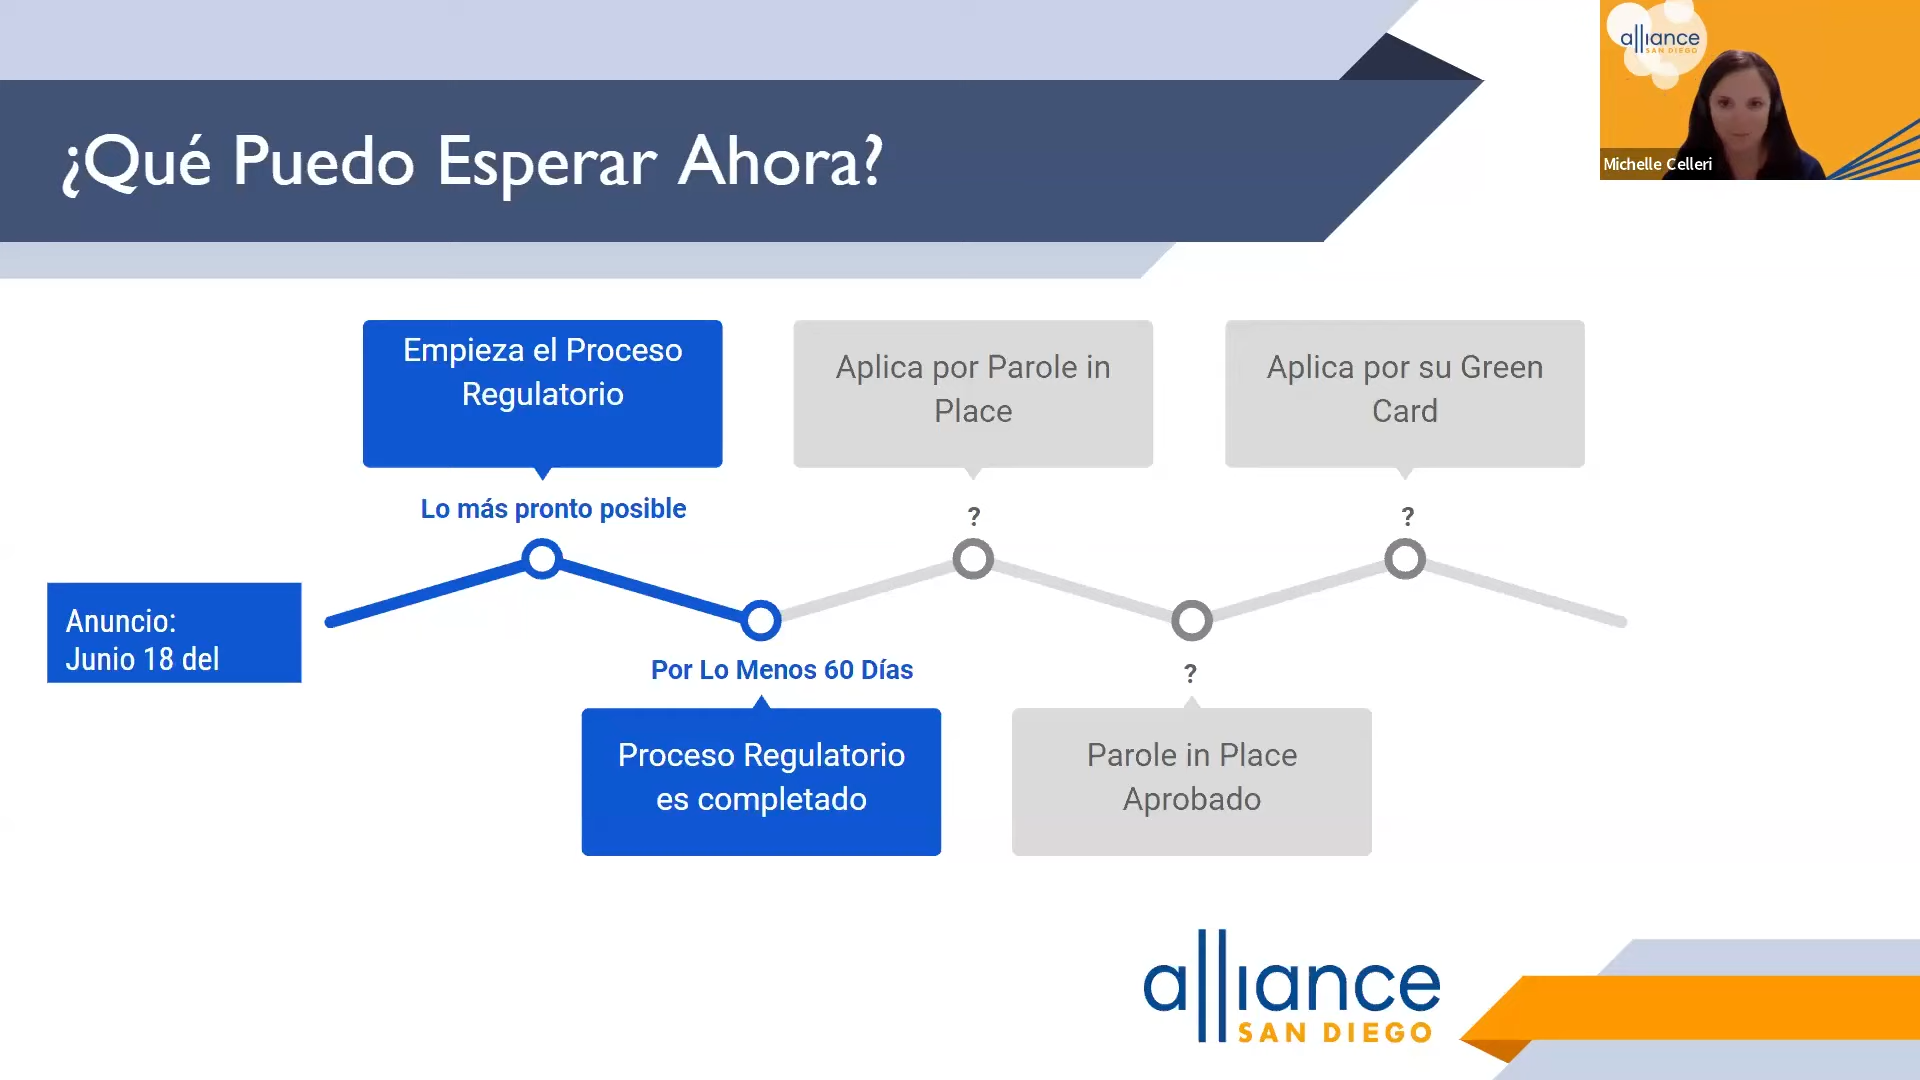 ¿Qué Puedo Esperar Ahora?
alliance
SAN DIEGO
Michelle Celleri
Empieza el Proceso
Regulatorio
Aplica por Parole in
Place
Aplica por su Green
Card
Lo más pronto posible
?
?
Anuncio:
Junio 18 del
Por Lo Menos 60 Días
?
Proceso Regulatorio
es completado
Parole in Place
Aprobado
alliance
SAN DIEGO